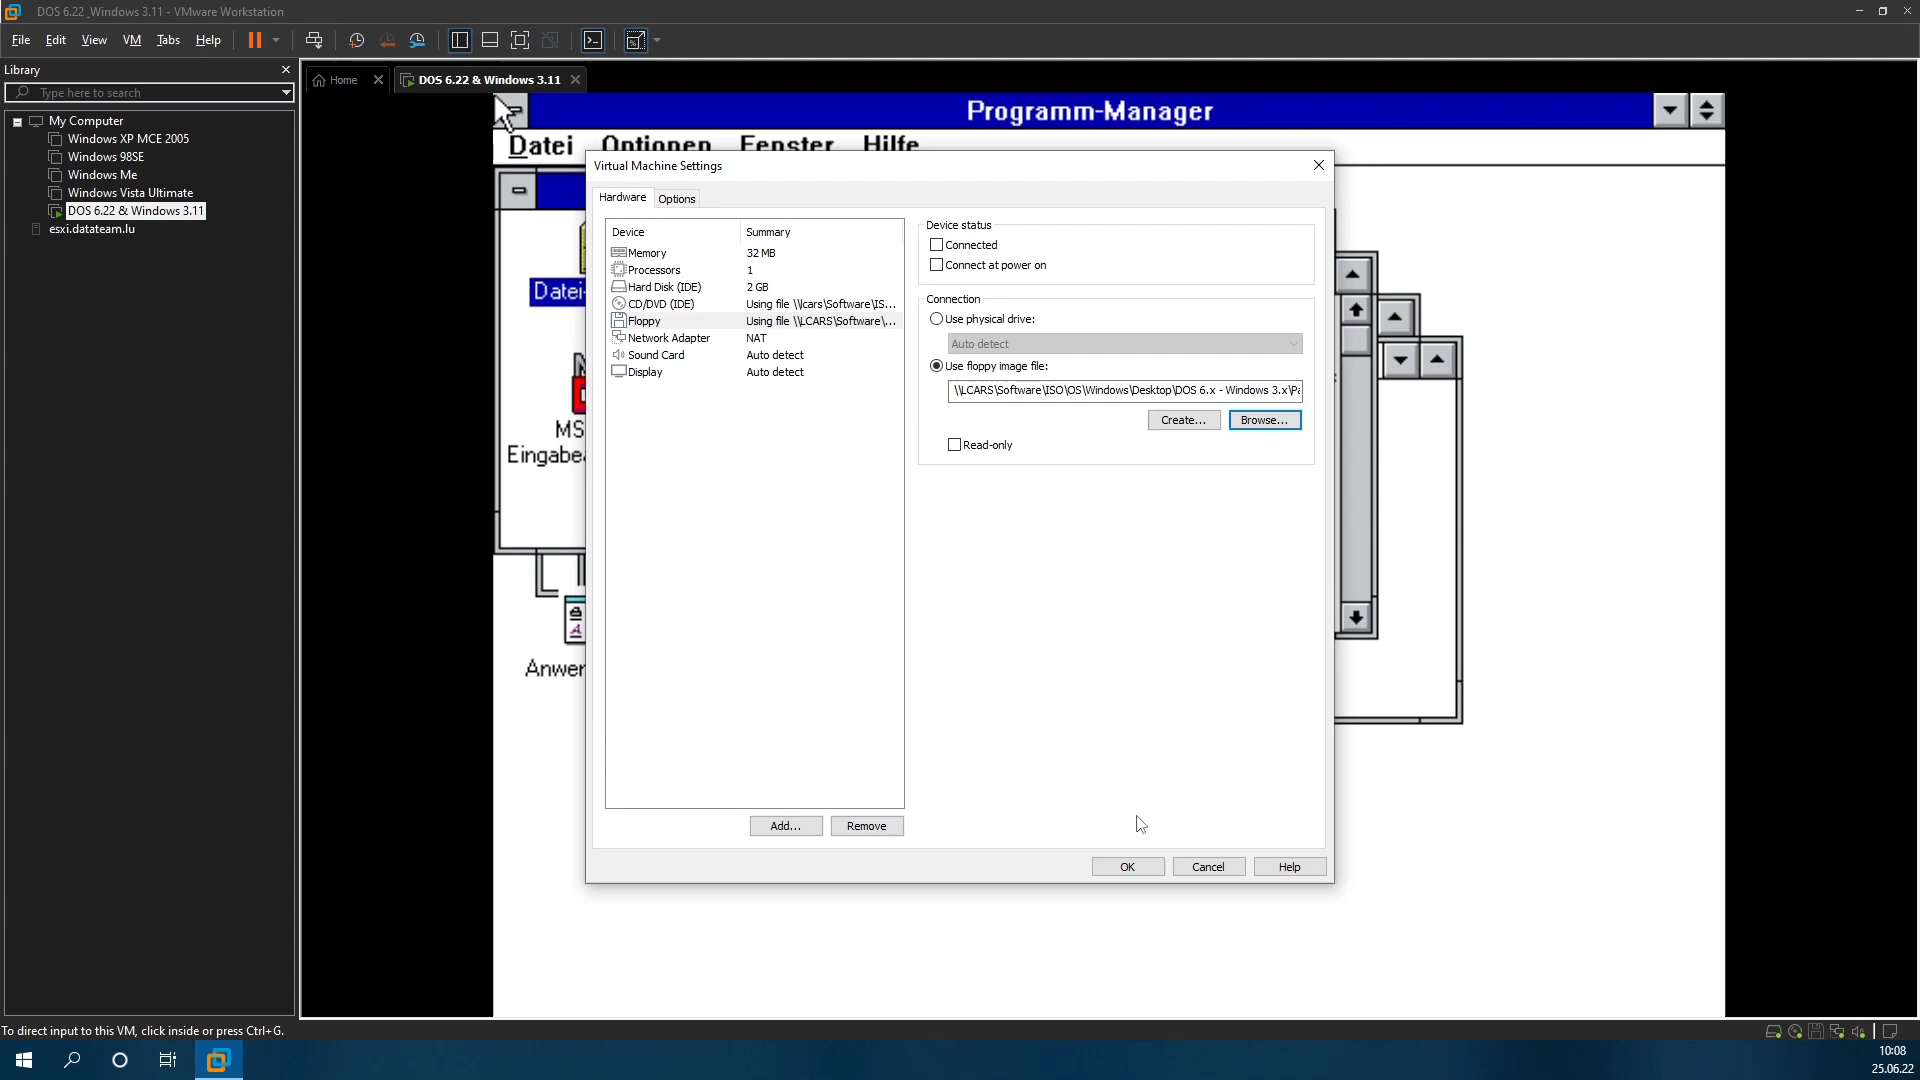 DOS 6.22 _Windows 3.11 - VMware Workstation
File Edit View VM Tabs Help
Library
Type here to search
My Computer
Windows XP MCE 2005
Windows 98SE
Windows Me
Windows Vista Ultimate
DOS 6.22 & Windows 3.11
esxi.datateam.lu
Home
DOS 6.22 & Windows 3.11
Programm-Manager
Datei Optionen Fenster Hilfe
Datei-
MS
Eingabea
Anwen
Virtual Machine Settings
Hardware Options
Device Summary
Memory 32 MB
Processors 1
Hard Disk (IDE) 2 GB
CD/DVD (IDE) Using file \\lcars\Software\IS...
Floppy Using file \\LCARS\Software\...
Network Adapter NAT
Sound Card Auto detect
Display Auto detect
Add... Remove
Device status
Connected
Connect at power on
Connection
Use physical drive:
Auto detect
Use floppy image file:
\\LCARS\Software\ISO\OS\Windows\Desktop\DOS 6.x - Windows 3.x\Pa
Create... Browse...
Read-only
OK Cancel Help
To direct input to this VM, click inside or press Ctrl+G.
10:08
25.06.22